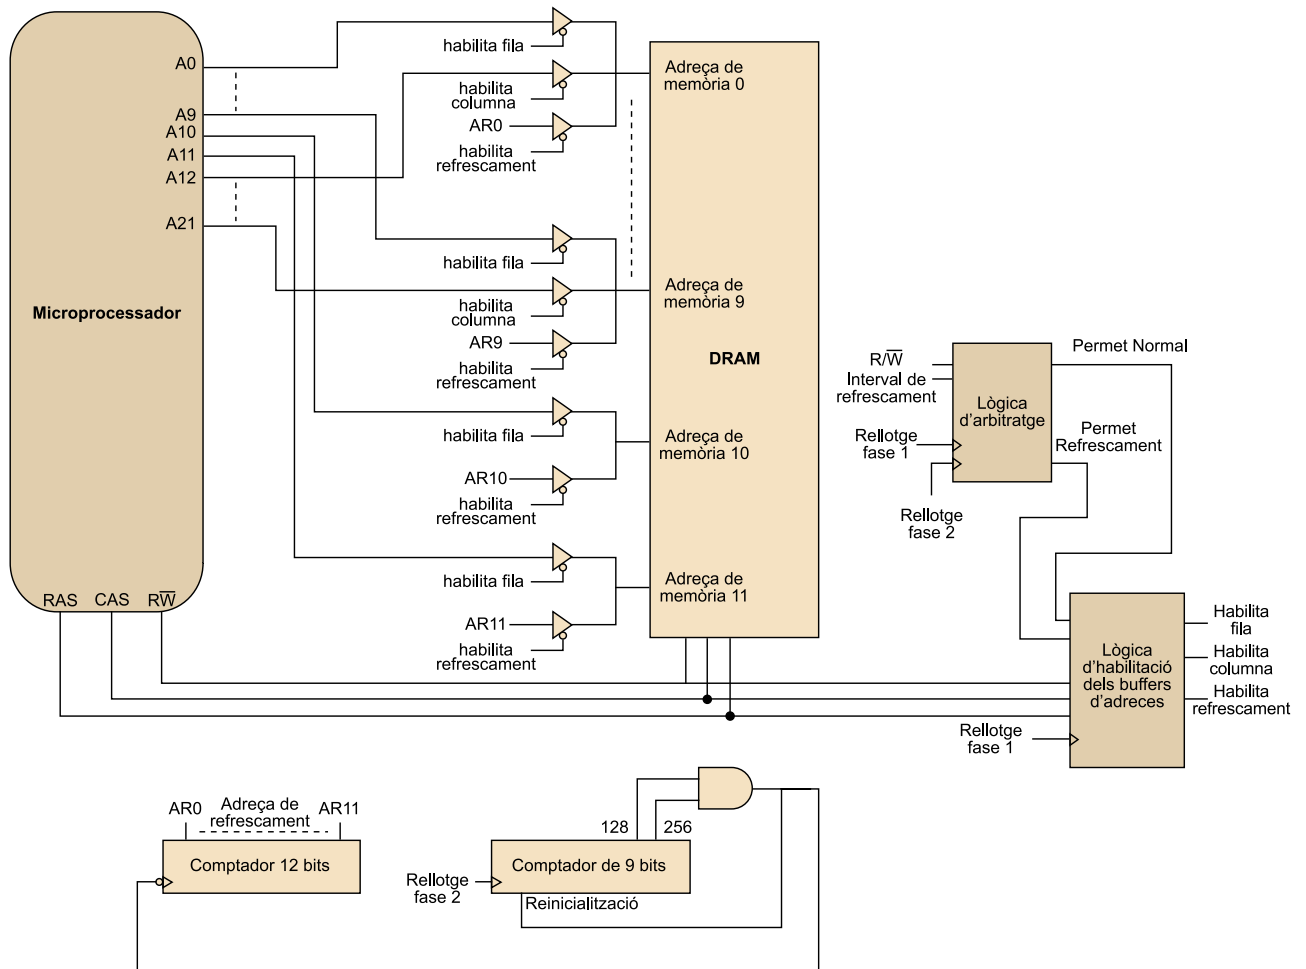 A0
A9
A10
A11
A12
A21
Microprocessador
RAS CAS RW̅
habilita fila
habilita
columna
AR0
habilita
refrescament
habilita fila
habilita
columna
AR9
habilita
refrescament
habilita fila
AR10
habilita
refrescament
habilita fila
AR11
habilita
refrescament
Adreça de
memòria 0
Adreça de
memòria 9
DRAM
Adreça de
memòria 10
Adreça de
memòria 11
R/W̅
Interval de
refrescament
Rellotge
fase 1
Rellotge
fase 2
Lògica
d'arbitratge
Permet Normal
Permet
Refrescament
Lògica
d'habilitació
dels buffers
d'adreces
Rellotge
fase 1
Habilita
fila
Habilita
columna
Habilita
refrescament
AR0
Adreça de
refrescament
AR11
Comptador 12 bits
128
256
Comptador de 9 bits
Rellotge
fase 2
Reinicialització